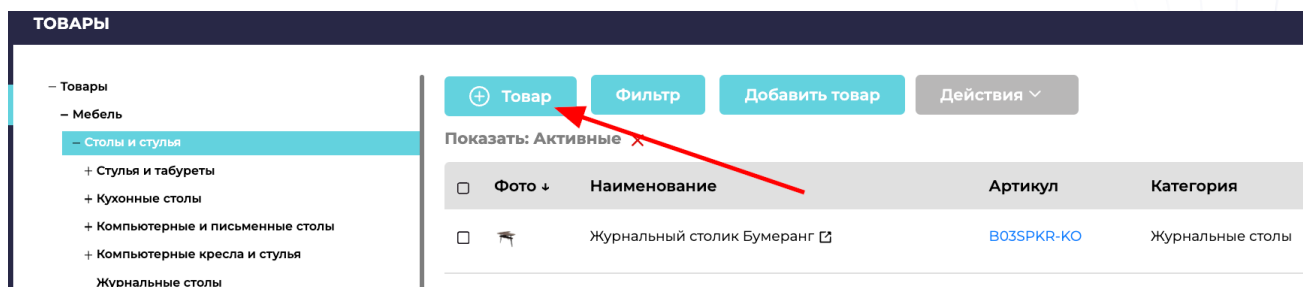 ТОВАРЫ
– Товары
– Мебель
– Столы и стулья
+ Стулья и табуреты
+ Кухонные столы
+ Компьютерные и письменные столы
+ Компьютерные кресла и стулья
Журнальные столы
Товар Фильтр Добавить товар Действия
Показать: Активные
Фото ↓ Наименование Артикул Категория
Журнальный столик Бумеранг B03SPKR-KO Журнальные столы